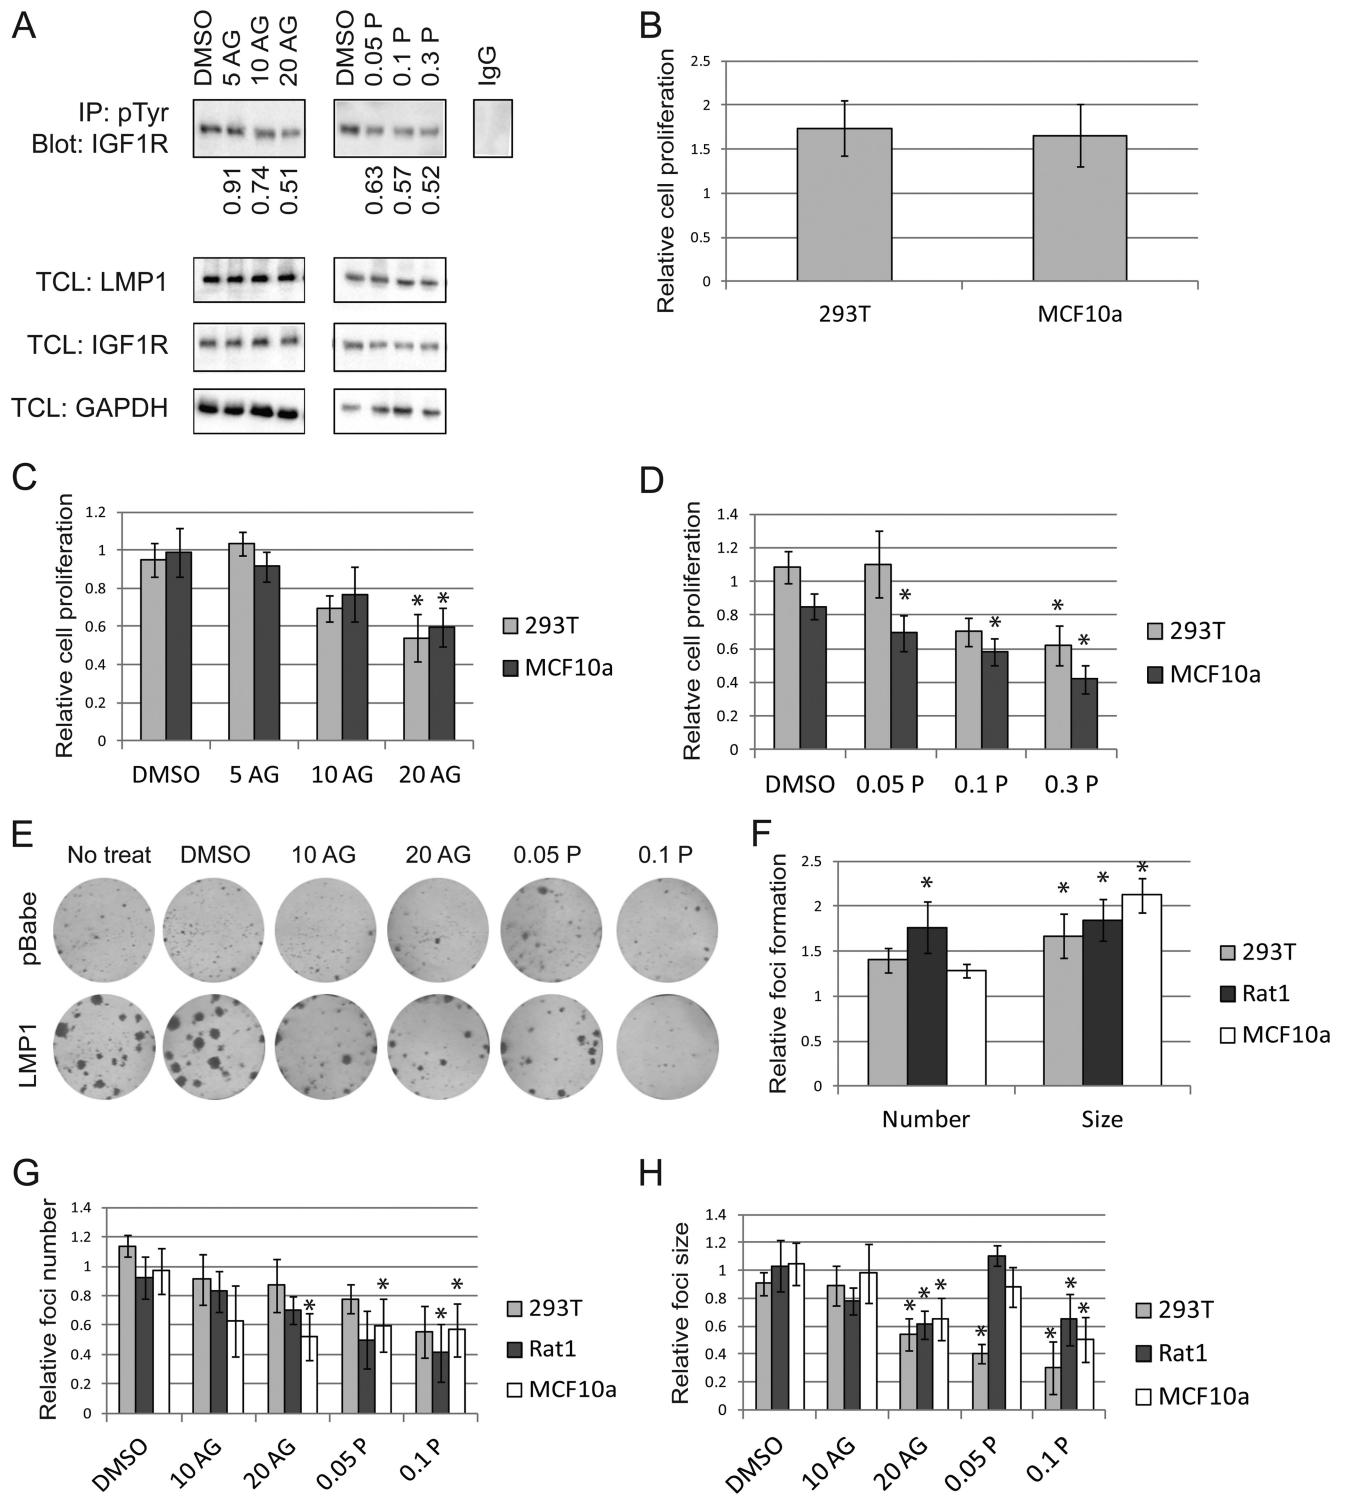 A
DMSO
5 AG
10 AG
20 AG
DMSO
0.05 P
0.1 P
0.3 P
IgG
IP: pTyr
Blot: IGF1R
0.91
0.74
0.51
0.63
0.57
0.52
TCL: LMP1
TCL: IGF1R
TCL: GAPDH
B
Relative cell proliferation
2.5
2
1.5
1
0.5
0
293T
MCF10a
C
Relative cell proliferation
1.2
1
0.8
0.6
0.4
0.2
0
* *
DMSO
5 AG
10 AG
20 AG
293T
MCF10a
D
Relatve cell proliferation
1.4
1.2
1
0.8
0.6
0.4
0.2
0
* * * *
DMSO
0.05 P
0.1 P
0.3 P
293T
MCF10a
E
No treat
DMSO
10 AG
20 AG
0.05 P
0.1 P
pBabe
LMP1
F
Relative foci formation
2.5
2
1.5
1
0.5
0
* * * *
Number
Size
293T
Rat1
MCF10a
G
Relative foci number
1.4
1.2
1
0.8
0.6
0.4
0.2
0
* * * *
DMSO
10 AG
20 AG
0.05 P
0.1 P
293T
Rat1
MCF10a
H
Relative foci size
1.4
1.2
1
0.8
0.6
0.4
0.2
0
* * * * * * *
DMSO
10 AG
20 AG
0.05 P
0.1 P
293T
Rat1
MCF10a